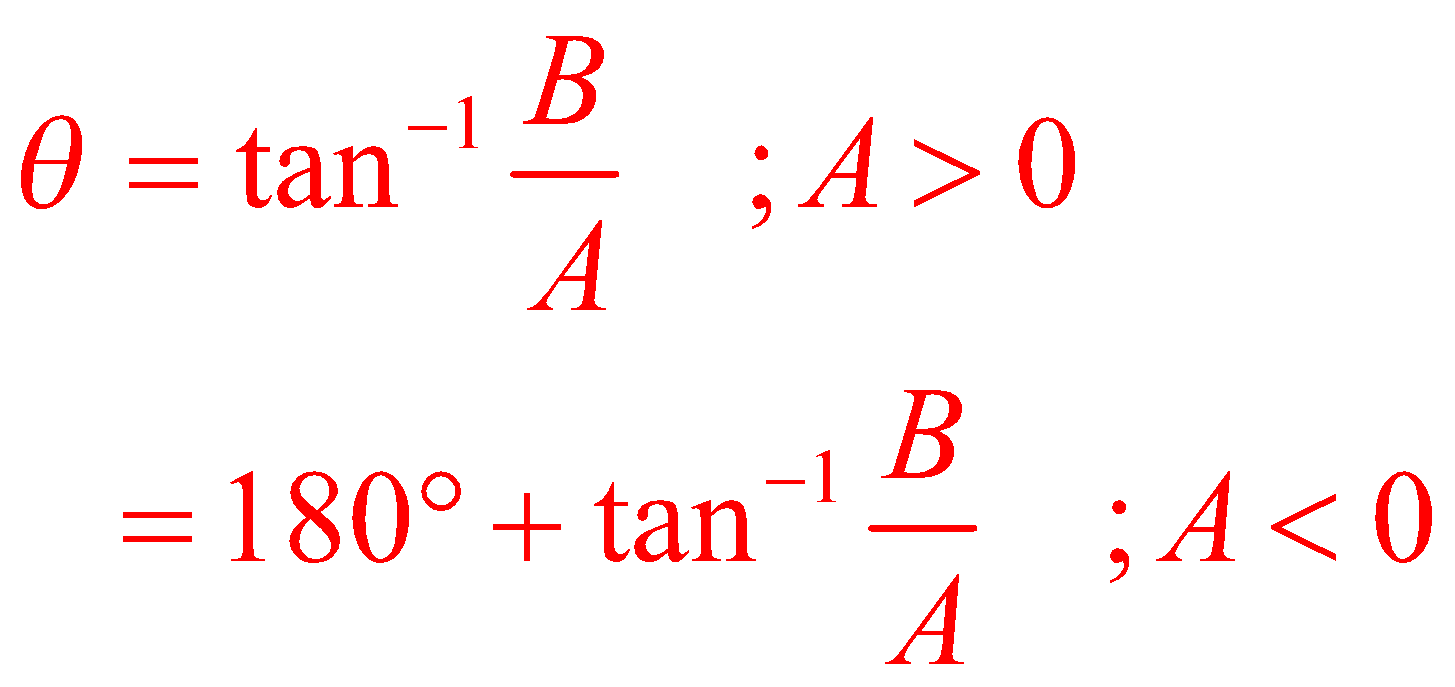 θ = tan⁻¹ B/A ; A > 0
= 180° + tan⁻¹ B/A ; A < 0